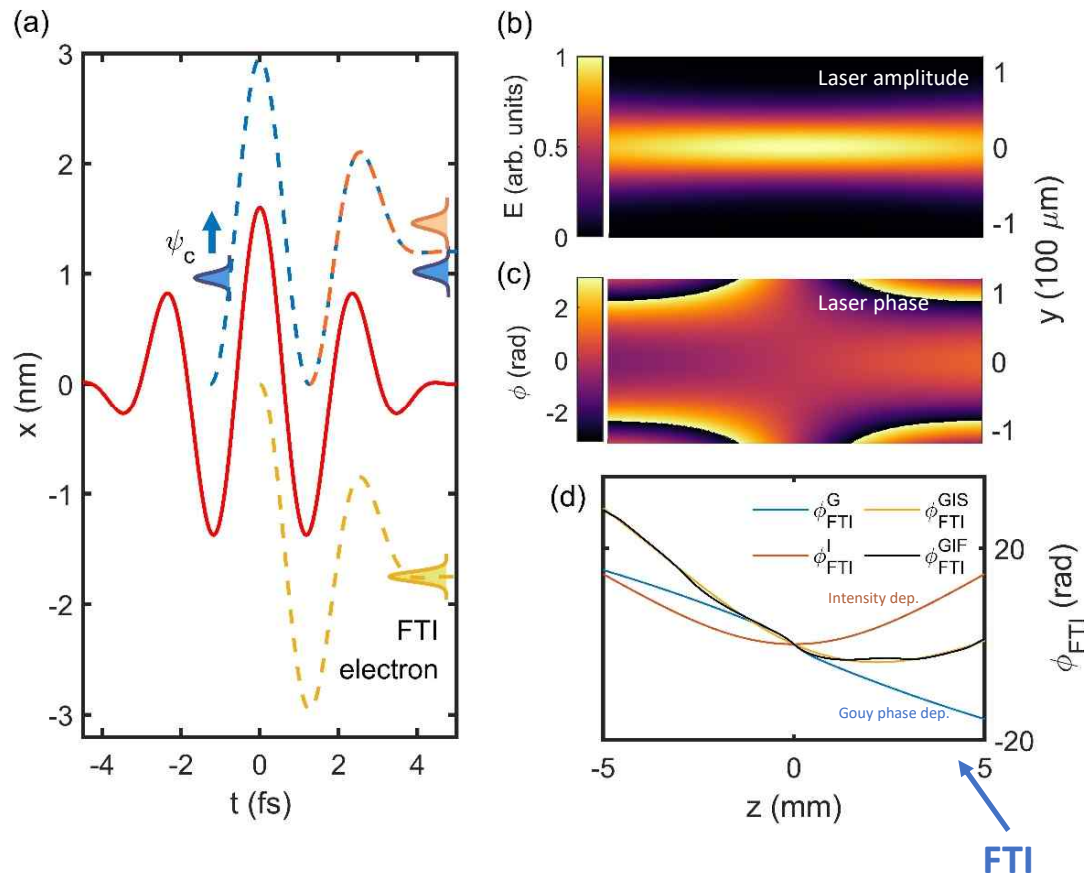 (a)
3
2
1
0
-1
-2
-3
x (nm)
ψc
FTI
electron
-4 -2 0 2 4
t (fs)
(b)
1
0.5
0
E (arb. units)
Laser amplitude
1
0
-1
y (100 μm)
(c)
2
0
-2
ϕ (rad)
Laser phase
1
0
-1
(d)
ϕ^G_FTI ϕ^GIS_FTI
ϕ^I_FTI ϕ^GIF_FTI
Intensity dep.
Gouy phase dep.
20
-20
ϕ_FTI (rad)
-5 0 5
z (mm)
FTI